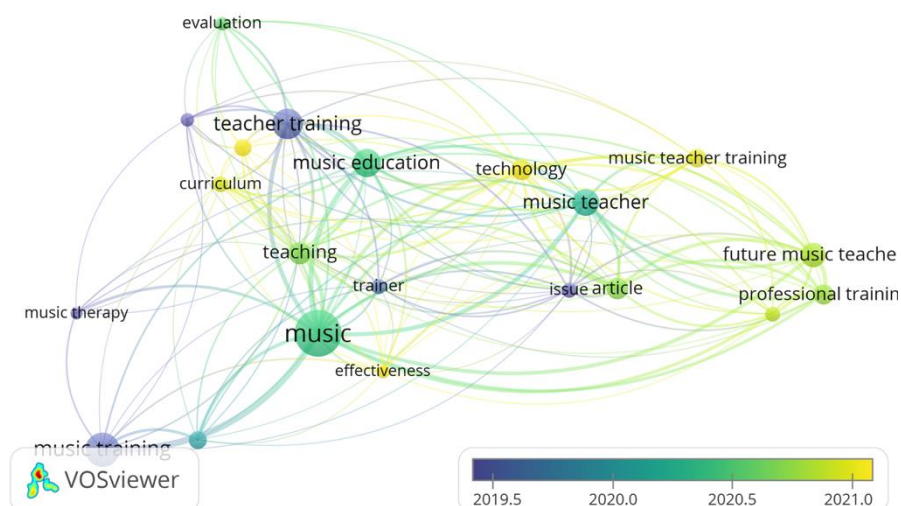 evaluation
teacher training
music education
technology
music teacher training
curriculum
music teacher
teaching
future music teache
trainer
issue
article
professional trainin
music therapy
music
effectiveness
music training
VOSviewer
2019.5
2020.0
2020.5
2021.0